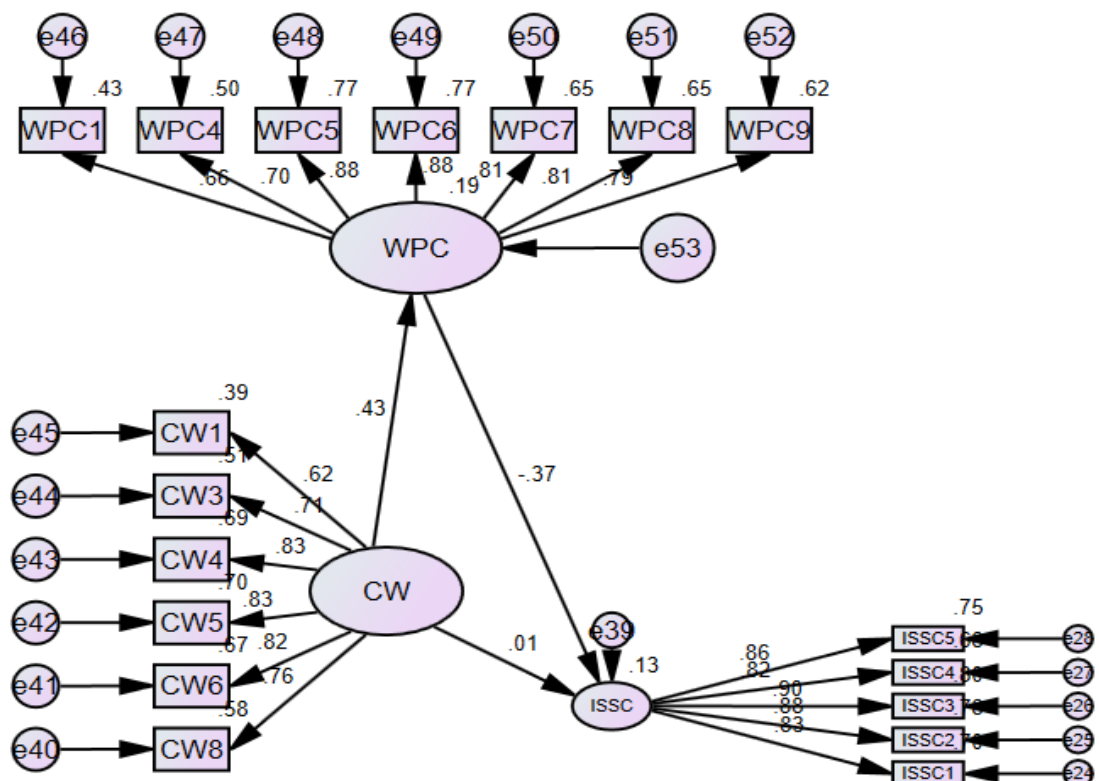 e46 e47 e48 e49 e50 e51 e52
.43 .50 .77 .77 .65 .65 .62
WPC1 WPC4 WPC5 WPC6 WPC7 WPC8 WPC9
.66 .70 .88 .88 .81 .81 .79
.19
WPC e53
.43 -.37
.39
e45 CW1
.62
.51
e44 CW3
.71
.69
e43 CW4
.83
CW
.70
e42 CW5
.83
.01
.67
e41 CW6
.82
.76
.58
e40 CW8
e39
.13
ISSC
.86
.82
.90
.88
.83
.75
ISSC5 e28
ISSC4 e27
ISSC3 e26
ISSC2 e25
ISSC1 e24